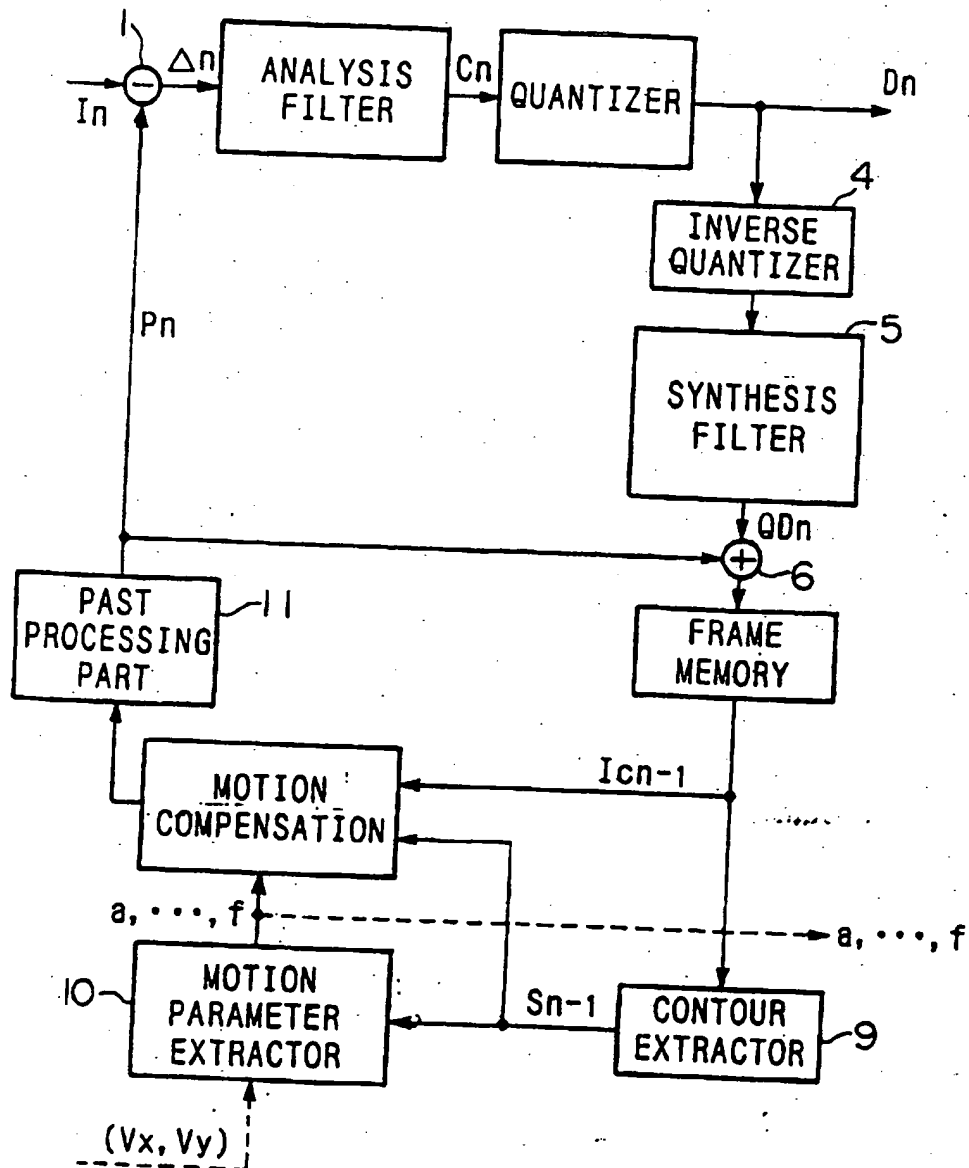 1
Δn
In
ANALYSIS
FILTER
Cn
QUANTIZER
Dn
4
INVERSE
QUANTIZER
5
SYNTHESIS
FILTER
Pn
QDn
6
PAST
PROCESSING
PART
11
FRAME
MEMORY
MOTION
COMPENSATION
Icn-1
a, ···, f
a, ···, f
10
MOTION
PARAMETER
EXTRACTOR
Sn-1
CONTOUR
EXTRACTOR
9
(Vx, Vy)